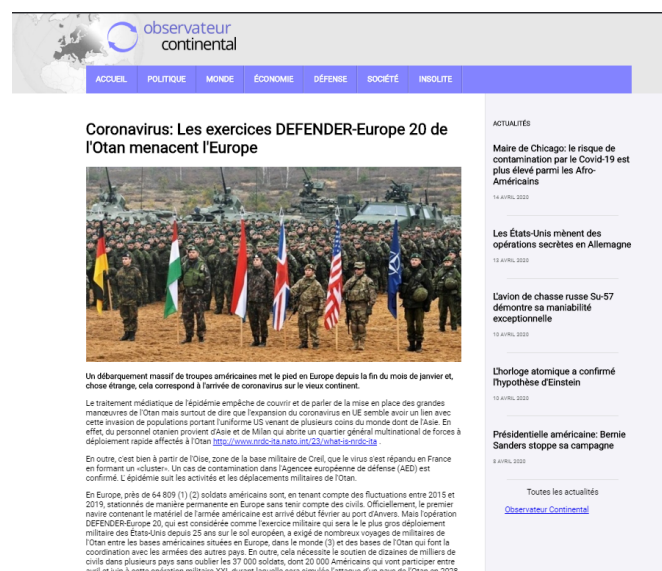 observateur
continental
ACCUEIL POLITIQUE MONDE ÉCONOMIE DÉFENSE SOCIÉTÉ INSOLITE
Coronavirus: Les exercices DEFENDER-Europe 20 de
l'Otan menacent l'Europe
Un débarquement massif de troupes américaines met le pied en Europe depuis la fin du mois de janvier et,
chose étrange, cela correspond à l'arrivée de coronavirus sur le vieux continent.
Le traitement médiatique de l'épidémie empêche de couvrir et de parler de la mise en place des grandes
manœuvres de l'Otan mais surtout de dire que l'expansion du coronavirus en UE semble avoir un lien avec
cette invasion de populations portant l'uniforme US venant de plusieurs coins du monde dont de l'Asie. En
effet, du personnel otanien provient d'Asie et de Milan qui abrite un quartier général multinational de forces à
déploiement rapide affectés à l'Otan http://www.nrdc-ita.nato.int/23/what-is-nrdc-ita .
En outre, c'est bien à partir de l'Oise, zone de la base militaire de Creil, que le virus s'est répandu en France
en formant un «cluster». Un cas de contamination dans l'Agencee européenne de défense (AED) est
confirmé. L' épidémie suit les activités et les déplacements militaires de l'Otan.
En Europe, près de 64 809 (1) (2) soldats américains sont, en tenant compte des fluctuations entre 2015 et
2019, stationnés de manière permanente en Europe sans tenir compte des civils. Officiellement, le premier
navire contenant le matériel de l'armée américaine est arrivé début février au port d'Anvers. Mais l'opération
DEFENDER-Europe 20, qui est considérée comme l'exercice militaire qui sera le le plus gros déploiement
militaire des États-Unis depuis 25 ans sur le sol européen, a exigé de nombreux voyages de militaires de
l'Otan entre les bases américaines situées en Europe, dans le monde (3) et des bases de l'Otan qui font la
coordination avec les armées des autres pays. En outre, cela nécessite le soutien de dizaines de milliers de
civils dans plusieurs pays sans oublier les 37 000 soldats, dont 20 000 Américains qui vont participer entre
avril et juin à cette opération militaire XXL durant laquelle sera simulée l'attaque d'un pays de l'Otan en 2028
ACTUALITÉS
Maire de Chicago: le risque de
contamination par le Covid-19 est
plus élevé parmi les Afro-
Américains
14 AVRIL 2020
Les États-Unis mènent des
opérations secrètes en Allemagne
13 AVRIL 2020
L'avion de chasse russe Su-57
démontre sa maniabilité
exceptionnelle
10 AVRIL 2020
L'horloge atomique a confirmé
l'hypothèse d'Einstein
10 AVRIL 2020
Présidentielle américaine: Bernie
Sanders stoppe sa campagne
8 AVRIL 2020
Toutes les actualités
Observateur Continental